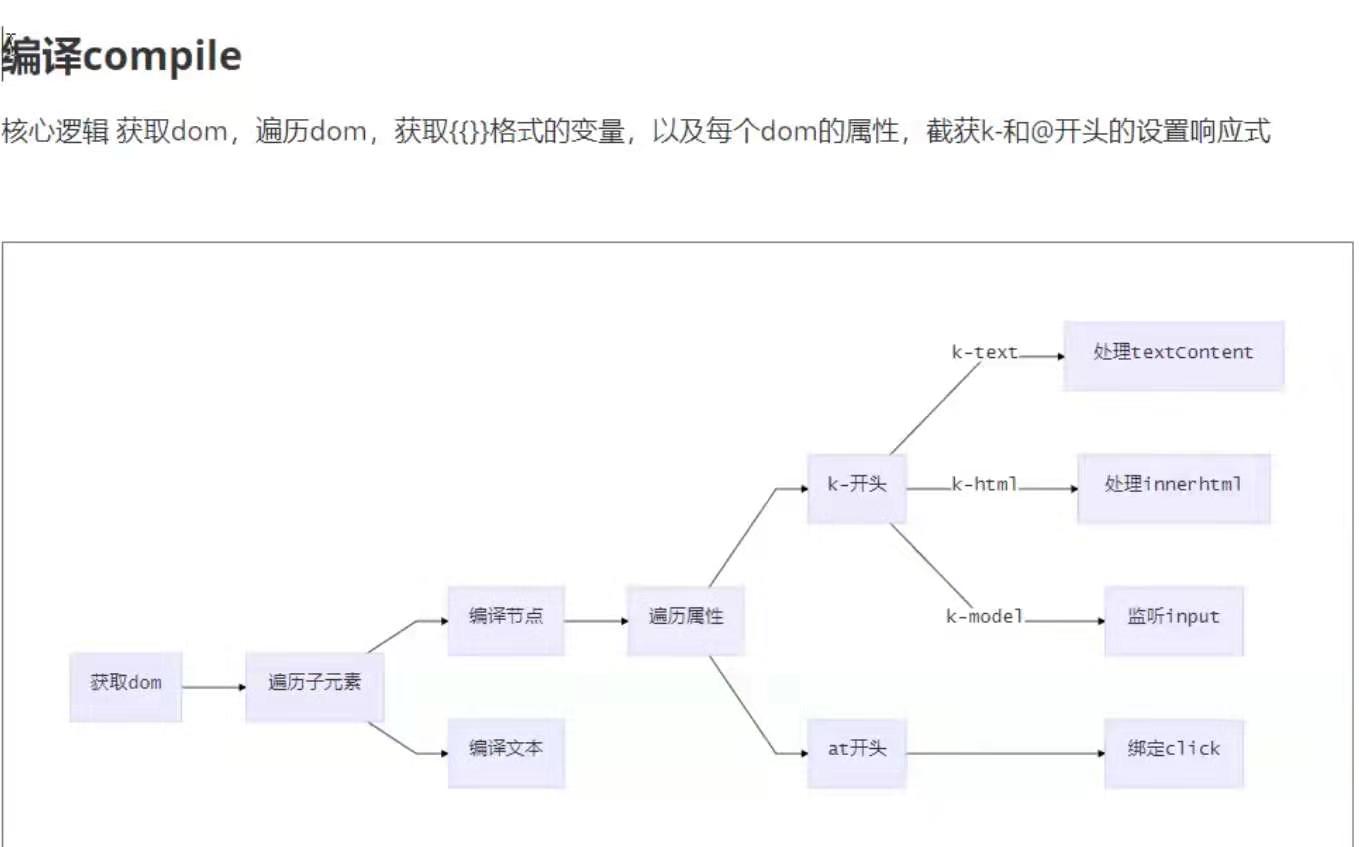 编译compile
核心逻辑 获取dom，遍历dom，获取{{}}格式的变量，以及每个dom的属性，截获k-和@开头的设置响应式
k-text
处理textContent
k-开头
k-html
处理innerhtml
编译节点
遍历属性
k-model
监听input
获取dom
遍历子元素
编译文本
at开头
绑定click